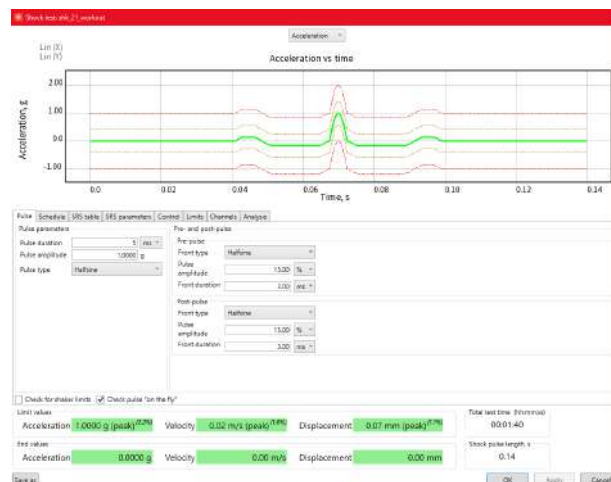 Shock test: shk_21_workout
Acceleration
Lin (X)
Lin (Y)
Acceleration vs time
Acceleration, g
2.00
1.00
0.0
-1.00
0.0 0.02 0.04 0.06 0.08 0.10 0.12 0.14
Time, s
Pulse Schedule SRS table SRS parameters Control Limits Channels Analysis
Pulse parameters
Pulse duration 5 ms
Pulse amplitude 1.0000 g
Pulse type Halfsine
Pre- and post-pulse
Pre-pulse
Front type Halfsine
Pulse amplitude 15.00 %
Front duration 3.00 ms
Post-pulse
Front type Halfsine
Pulse amplitude 15.00 %
Front duration 3.00 ms
Check for shaker limits Check pulse "on the fly"
Limit values
Acceleration 1.0000 g (peak) Velocity 0.02 m/s (peak) Displacement 0.07 mm (peak)
Total test time (hh:mm:ss)
00:01:40
End values
Acceleration 0.0000 g Velocity 0.00 m/s Displacement 0.00 mm
Shock pulse length, s
0.14
Save as OK Apply Cancel